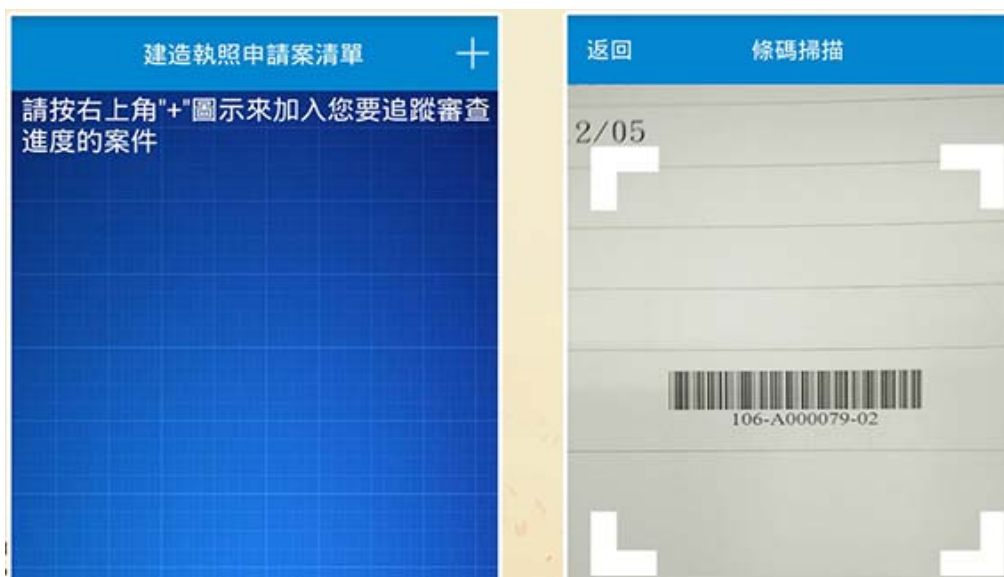 建造執照申請案清單 +
請按右上角"+"圖示來加入您要追蹤審查
進度的案件
返回 條碼掃描
2/05
106-A000079-02